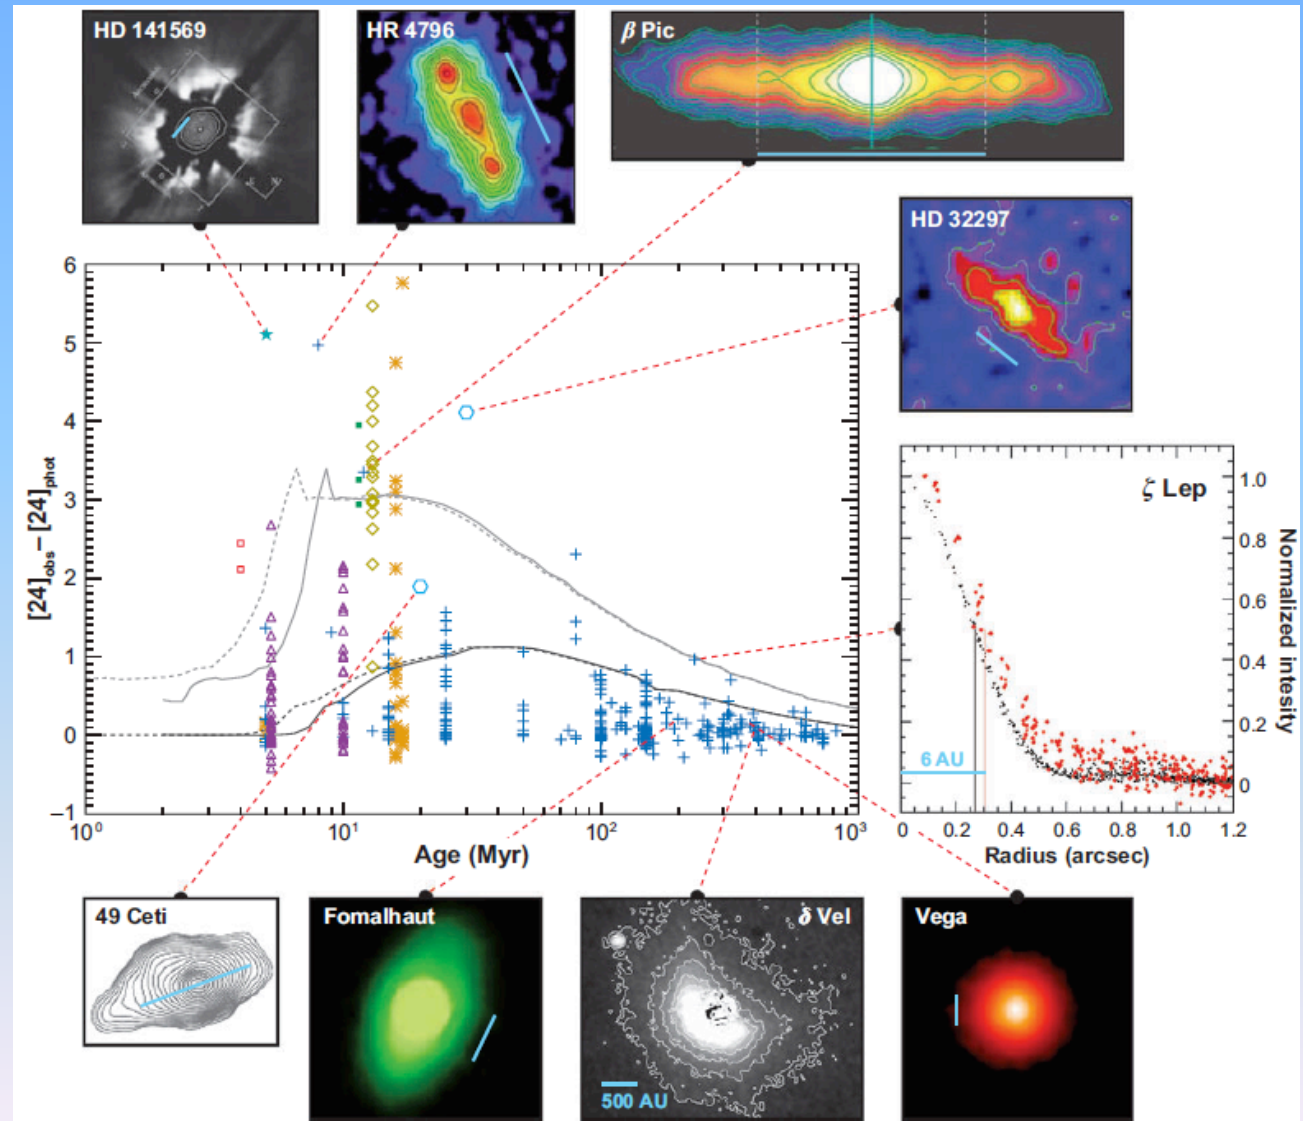 HD 141569
HR 4796
β Pic
HD 32297
6
5
4
3
2
1
0
−1
[24]obs – [24]phot
10⁰
10¹
10²
10³
Age (Myr)
ζ Lep
1.0
0.8
0.6
0.4
0.2
0
Normalized intesity
6 AU
0
0.2
0.4
0.6
0.8
1.0
1.2
Radius (arcsec)
49 Ceti
Fomalhaut
δ Vel
500 AU
Vega